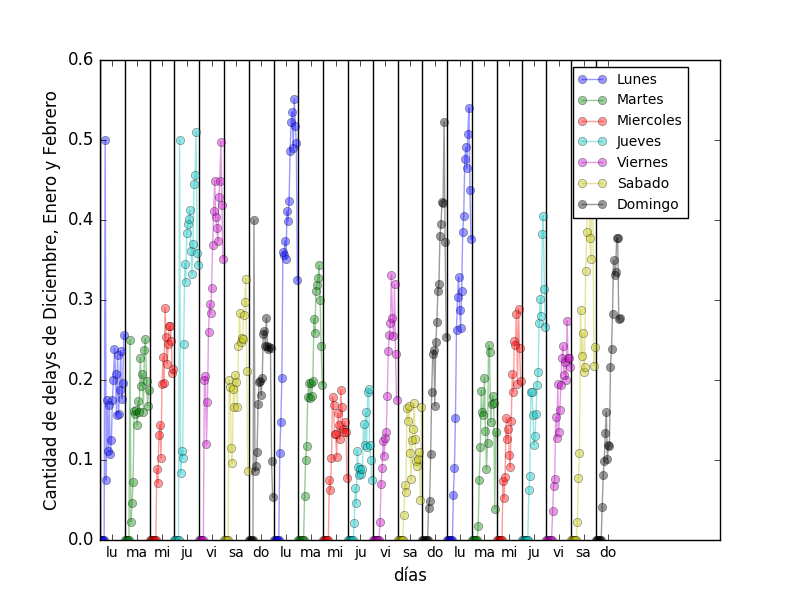 Cantidad de delays de Diciembre, Enero y Febrero
0.6
0.5
0.4
0.3
0.2
0.1
0.0
Lunes
Martes
Miercoles
Jueves
Viernes
Sabado
Domingo
lu ma mi ju vi sa do lu ma mi ju vi sa do lu ma mi ju vi sa do
días